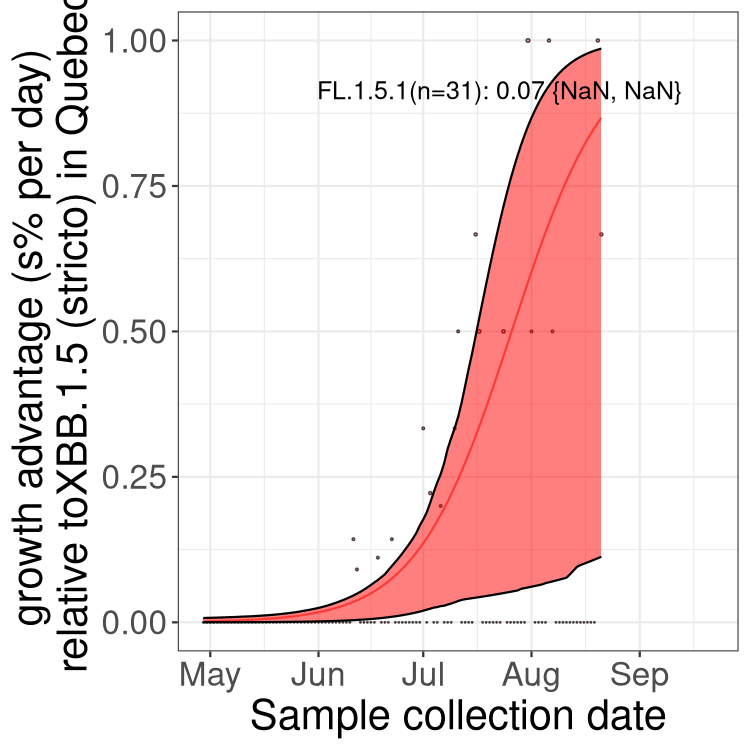 growth advantage (s% per day)
relative toXBB.1.5 (stricto) in Quebec
1.00
0.75
0.50
0.25
0.00
FL.1.5.1(n=31): 0.07 {NaN, NaN}
May Jun Jul Aug Sep
Sample collection date